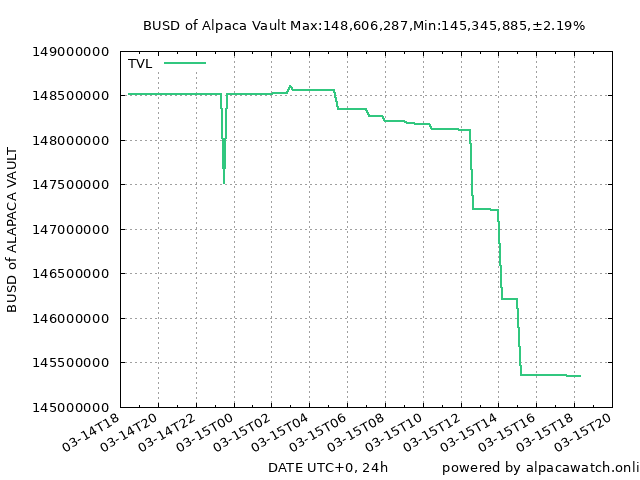 BUSD of Alpaca Vault Max:148,606,287,Min:145,345,885,±2.19%
TVL
149000000
148500000
148000000
147500000
147000000
146500000
146000000
145500000
145000000
BUSD of ALAPACA VAULT
03-14T18
03-14T20
03-14T22
03-15T00
03-15T02
03-15T04
03-15T06
03-15T08
03-15T10
03-15T12
03-15T14
03-15T16
03-15T18
03-15T20
DATE UTC+0, 24h
powered by alpacawatch.onli